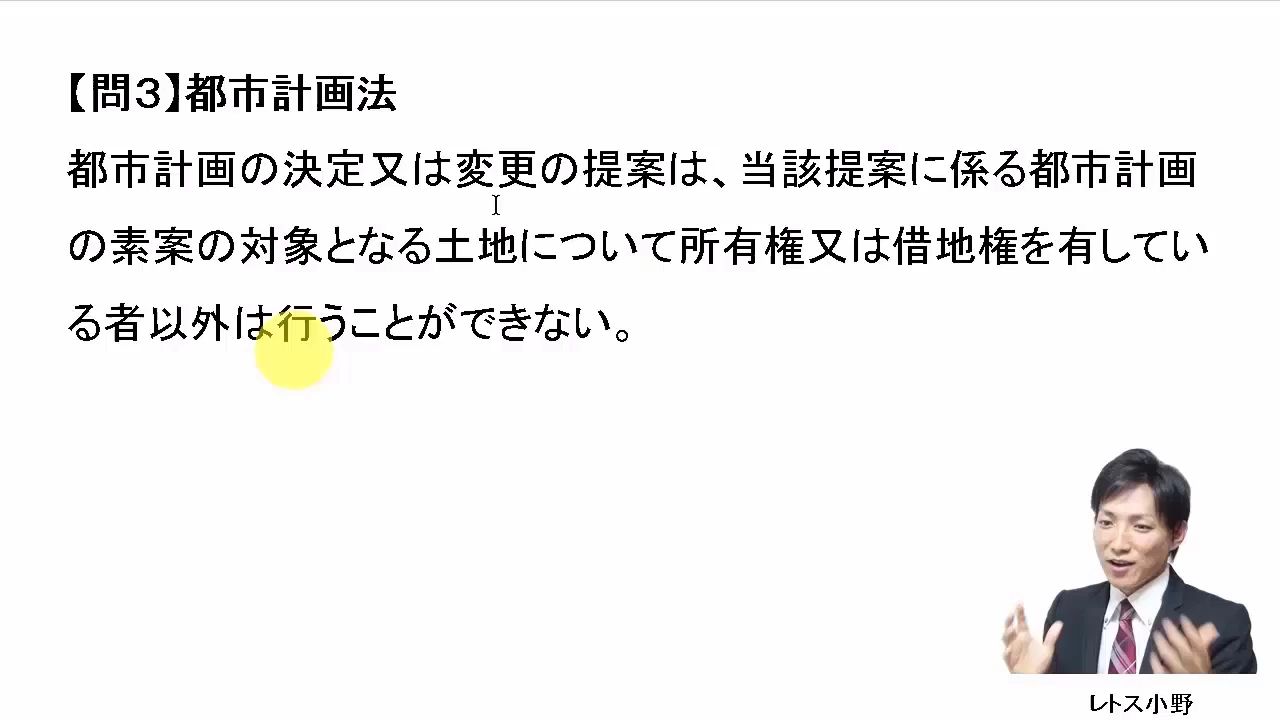 【問３】都市計画法
都市計画の決定又は変更の提案は、当該提案に係る都市計画
の素案の対象となる土地について所有権又は借地権を有してい
る者以外は行うことができない。
レトス小野